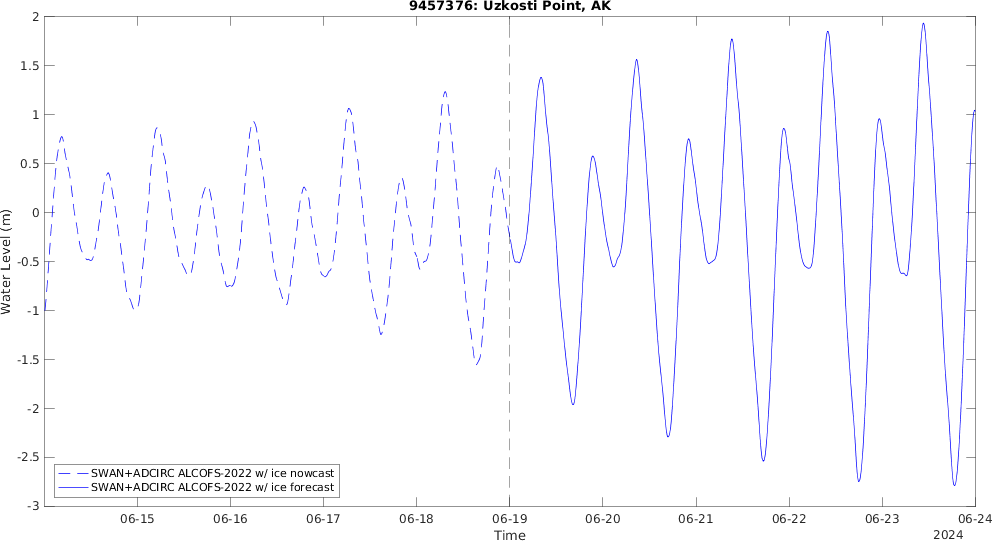 9457376: Uzkosti Point, AK
2
1.5
1
0.5
0
-0.5
-1
-1.5
-2
-2.5
-3
Water Level (m)
SWAN+ADCIRC ALCOFS-2022 w/ ice nowcast
SWAN+ADCIRC ALCOFS-2022 w/ ice forecast
06-15 06-16 06-17 06-18 06-19 06-20 06-21 06-22 06-23 06-24
Time
2024